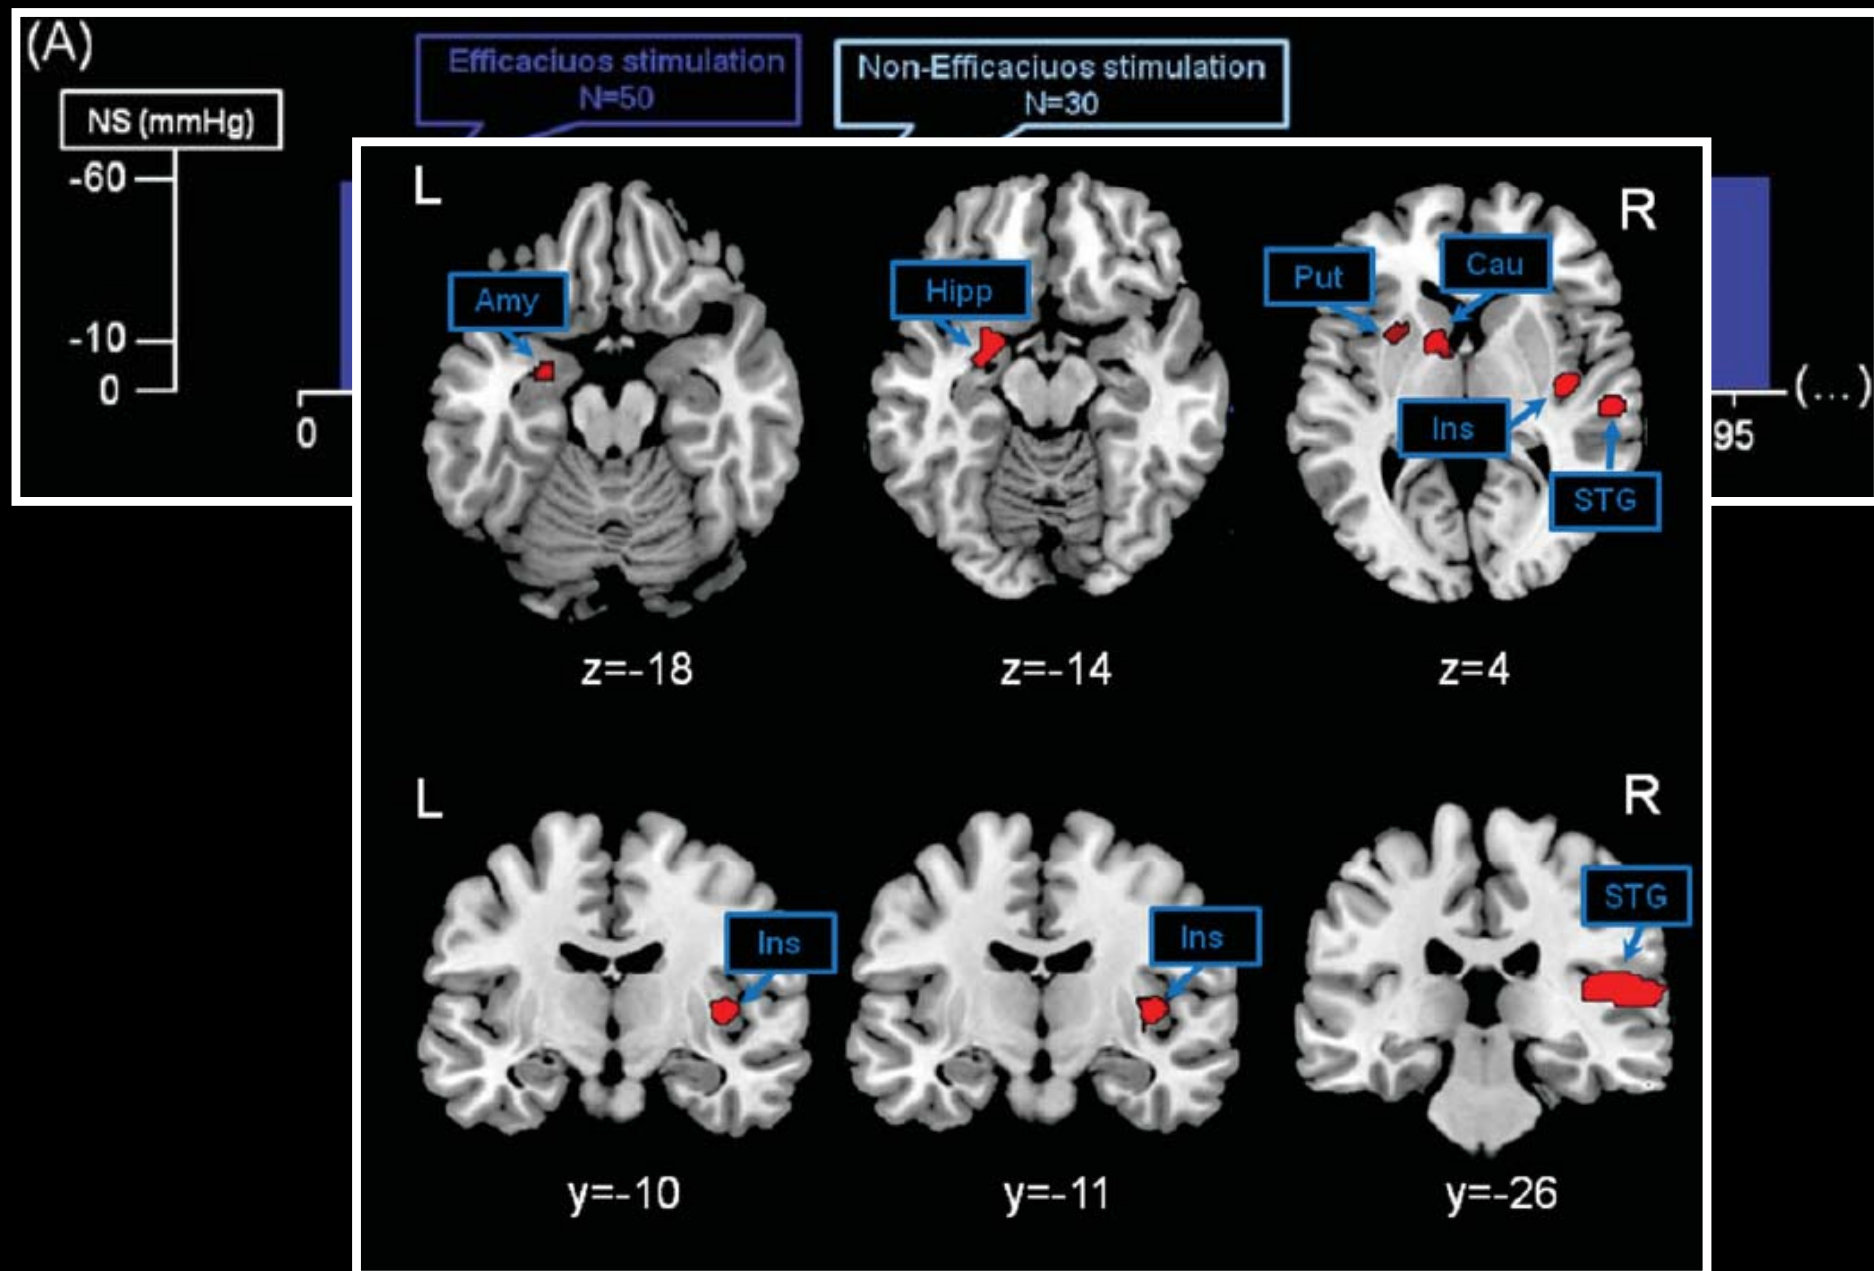 (A)
Efficaciuos stimulation
N=50
Non-Efficaciuos stimulation
N=30
NS (mmHg)
-60
-10
0
0
95
(...)
L
R
Amy
Hipp
Put
Cau
Ins
STG
z=-18
z=-14
z=4
L
R
Ins
Ins
STG
y=-10
y=-11
y=-26